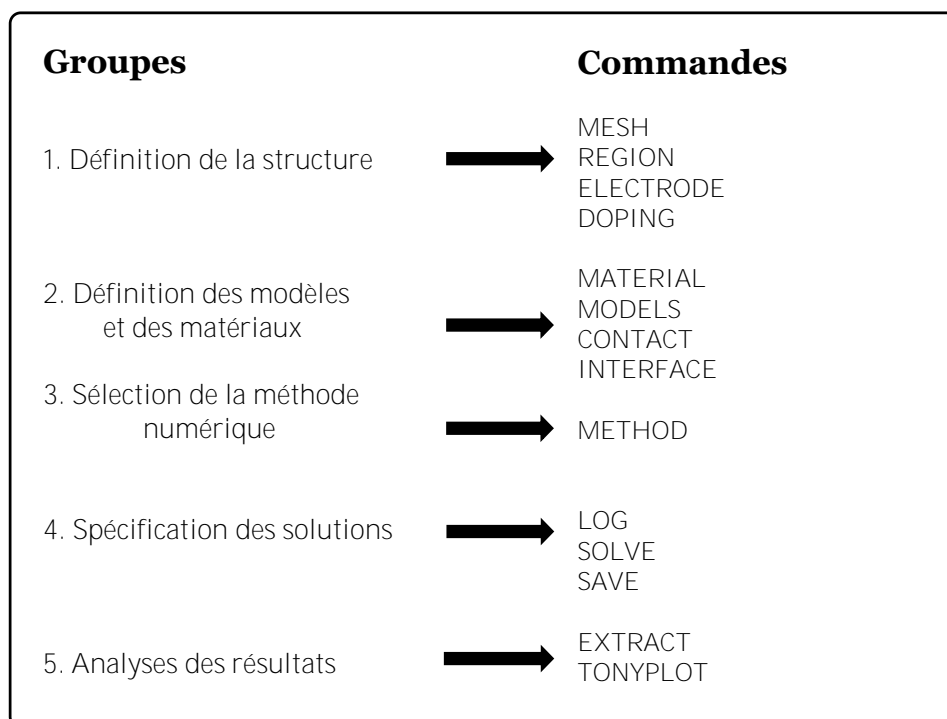 Groupes
Commandes
1. Définition de la structure
MESH
REGION
ELECTRODE
DOPING
2. Définition des modèles
et des matériaux
MATERIAL
MODELS
CONTACT
INTERFACE
3. Sélection de la méthode
numérique
METHOD
4. Spécification des solutions
LOG
SOLVE
SAVE
5. Analyses des résultats
EXTRACT
TONYPLOT